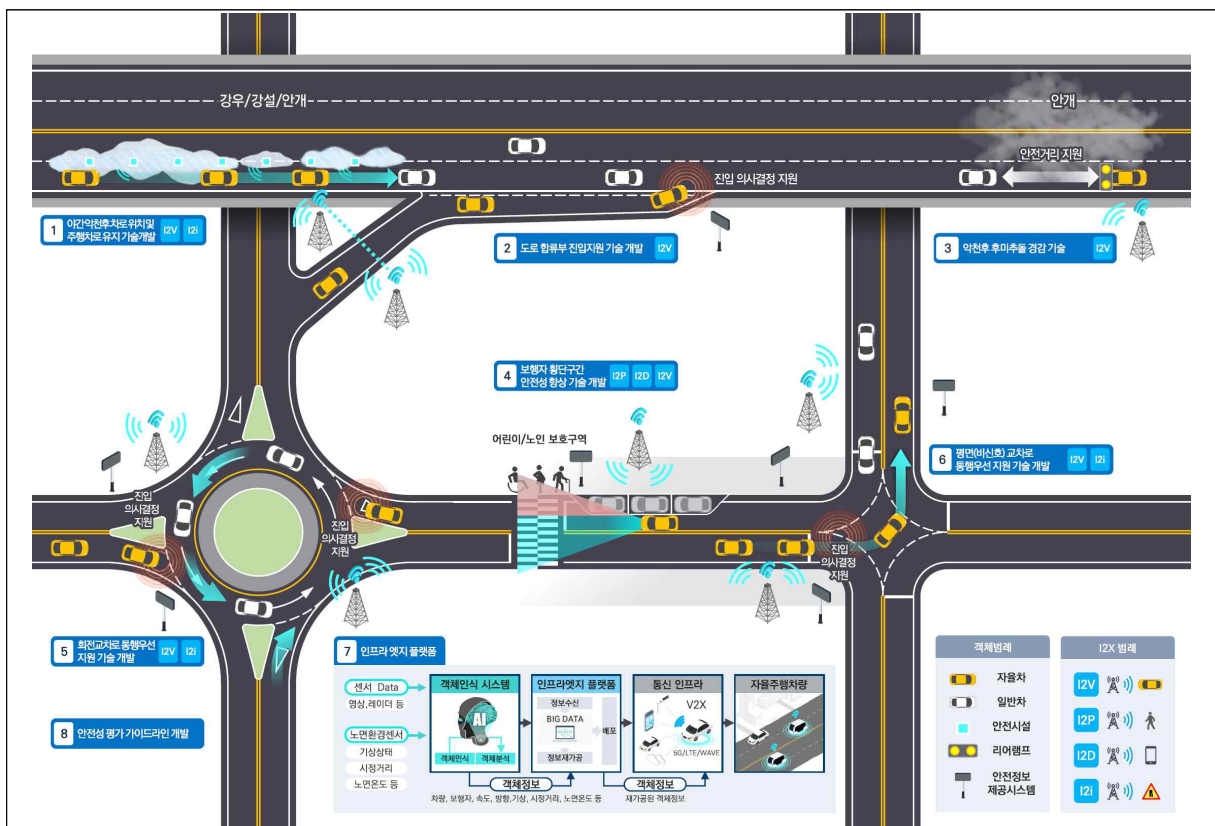 강우/강설/안개
안개
안전거리 지원
진입 의사결정 지원
1 야간악천후차로 위치 및
주행차로 유지 기술개발 I2V I2i
2 도로 합류부 진입지원 기술 개발 I2V
3 악천후 후미추돌 경감 기술 I2V
4 보행자 횡단구간
안전성 향상 기술 개발 I2P I2D I2V
어린이/노인 보호구역
6 평면(비신호) 교차로
통행우선 지원 기술 개발 I2V I2i
진입
의사결정
지원
진입
의사결정
지원
진입
의사결정
지원
5 회전교차로 통행우선
지원 기술 개발 I2V I2i
8 안전성 평가 가이드라인 개발
7 인프라 엣지 플랫폼
센서 Data
영상,레이더 등
노면환경센서
기상상태
시정거리
노면온도 등
객체인식 시스템
AI
객체인식 객체분석
인프라엣지 플랫폼
정보수신
BIG DATA
정보재가공
배포
통신 인프라
V2X
5G/LTE/WAVE
자율주행차량
객체정보
차량, 보행자, 속도, 방향,기상, 시정거리, 노면온도 등
객체정보
재가공된 객체정보
객체범례
자율차
일반차
안전시설
리어램프
안전정보
제공시스템
I2X 범례
I2V
I2P
I2D
I2i